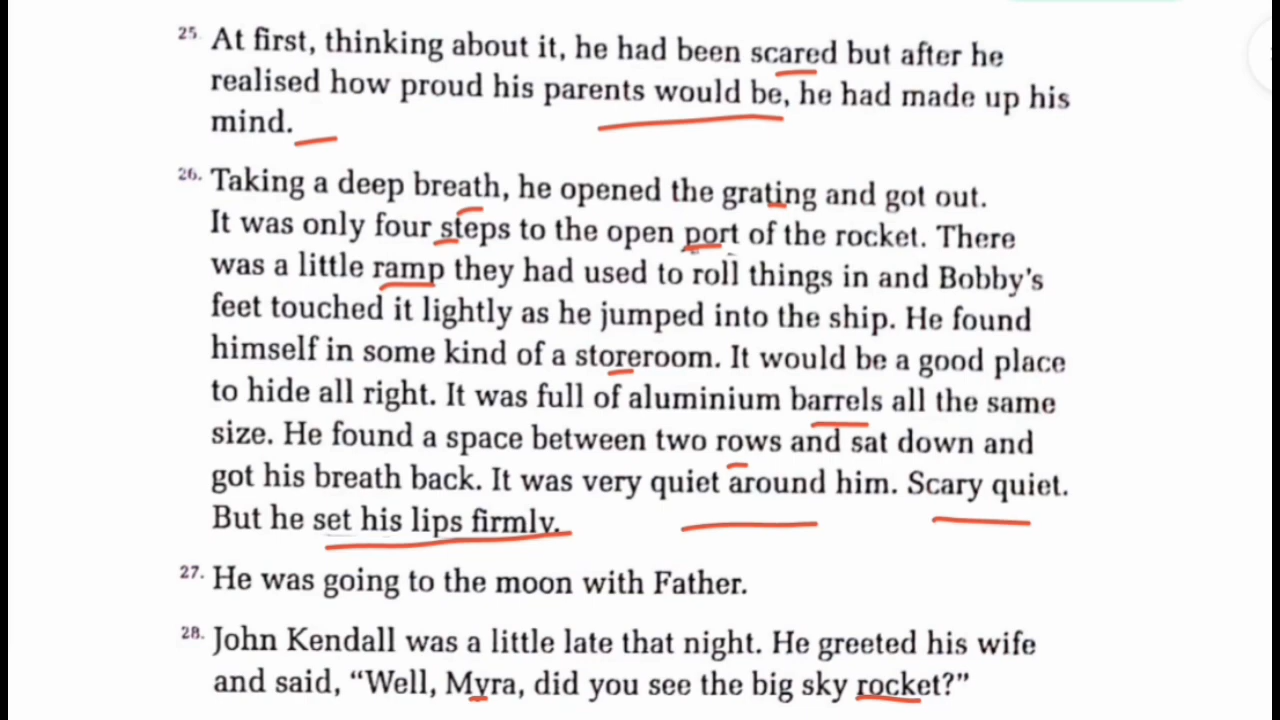 25. At first, thinking about it, he had been scared but after he
realised how proud his parents would be, he had made up his
mind.
26. Taking a deep breath, he opened the grating and got out.
It was only four steps to the open port of the rocket. There
was a little ramp they had used to roll things in and Bobby's
feet touched it lightly as he jumped into the ship. He found
himself in some kind of a storeroom. It would be a good place
to hide all right. It was full of aluminium barrels all the same
size. He found a space between two rows and sat down and
got his breath back. It was very quiet around him. Scary quiet.
But he set his lips firmly.
27. He was going to the moon with Father.
28. John Kendall was a little late that night. He greeted his wife
and said, “Well, Myra, did you see the big sky rocket?”